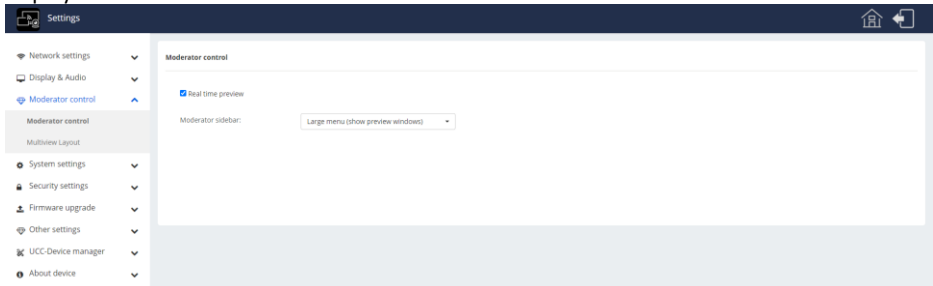 Settings
Network settings
Display & Audio
Moderator control
Moderator control
Multiview Layout
System settings
Security settings
Firmware upgrade
Other settings
UCC-Device manager
About device
Moderator control
Real time preview
Moderator sidebar:
Large menu (show preview windows)